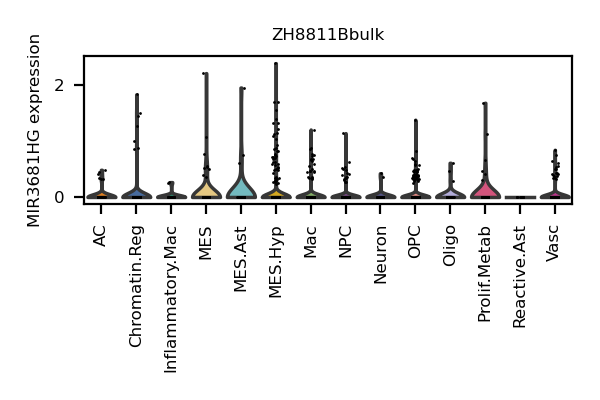 ZH8811Bbulk
MIR3681HG expression
2
0
AC
Chromatin.Reg
Inflammatory.Mac
MES
MES.Ast
MES.Hyp
Mac
NPC
Neuron
OPC
Oligo
Prolif.Metab
Reactive.Ast
Vasc